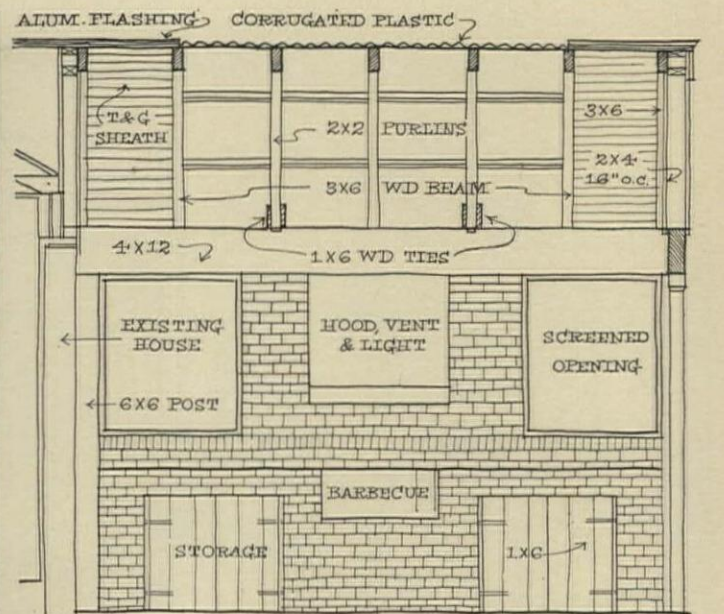 ALUM. FLASHING
CORRUGATED PLASTIC
T&G
SHEATH
2X2 PURLINS
3X6
2X4
16" o.c.
3X6 WD BEAM
4X12
1X6 WD TIES
EXISTING
HOUSE
HOOD, VENT
& LIGHT
SCREENED
OPENING
6X6 POST
BARBECUE
STORAGE
1X6